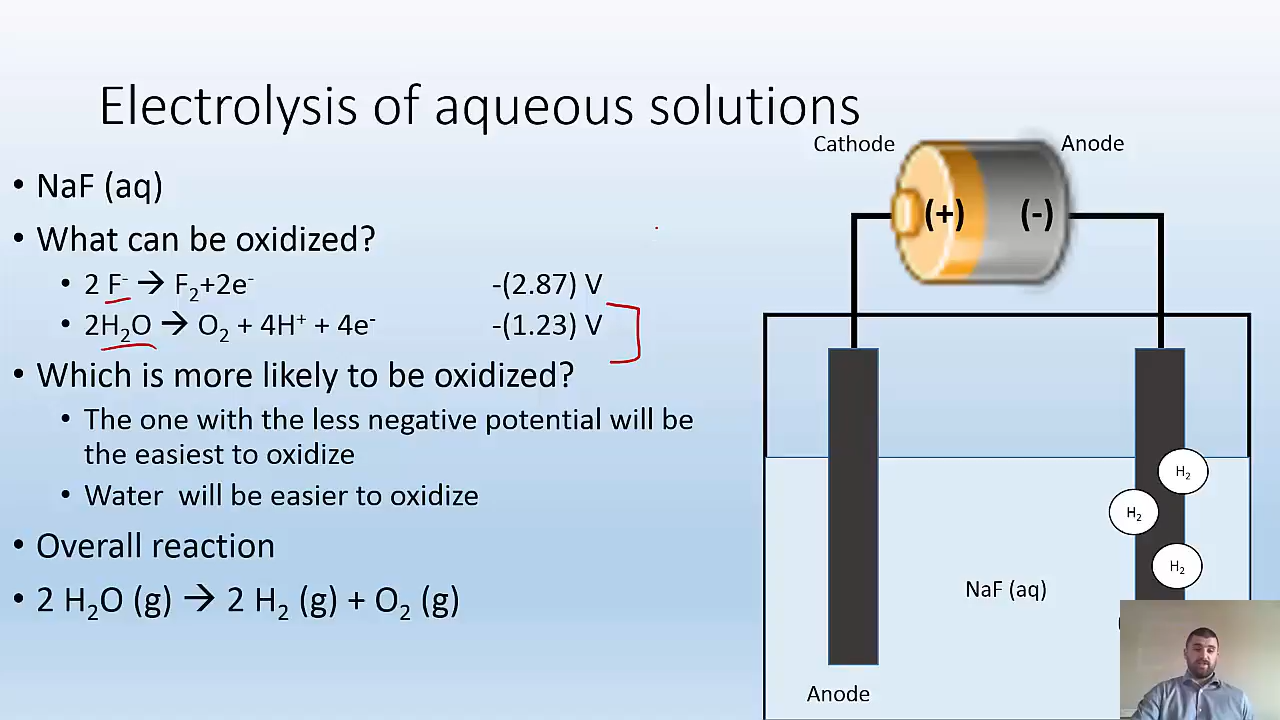 Electrolysis of aqueous solutions
Cathode
Anode
• NaF (aq)
(+)
(-)
• What can be oxidized?
• 2 F⁻ → F₂+2e⁻ -(2.87) V
• 2H₂O → O₂ + 4H⁺ + 4e⁻ -(1.23) V
• Which is more likely to be oxidized?
• The one with the less negative potential will be
the easiest to oxidize
• Water will be easier to oxidize
• Overall reaction
• 2 H₂O (g) → 2 H₂ (g) + O₂ (g)
H₂
H₂
H₂
NaF (aq)
Anode